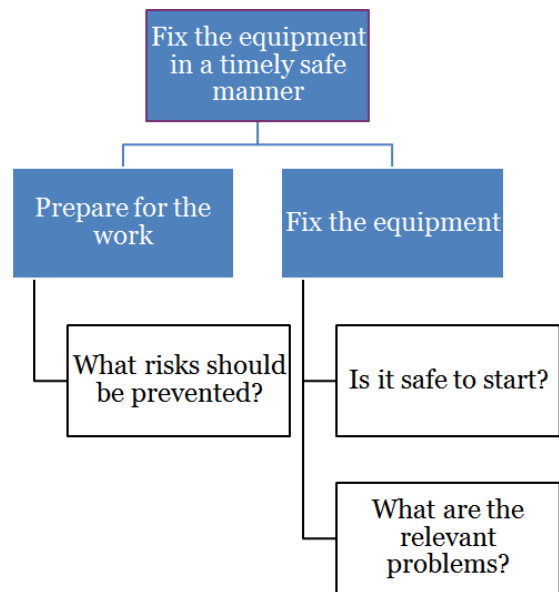 Fix the equipment
in a timely safe
manner
Prepare for the
work
Fix the equipment
What risks should
be prevented?
Is it safe to start?
What are the
relevant
problems?